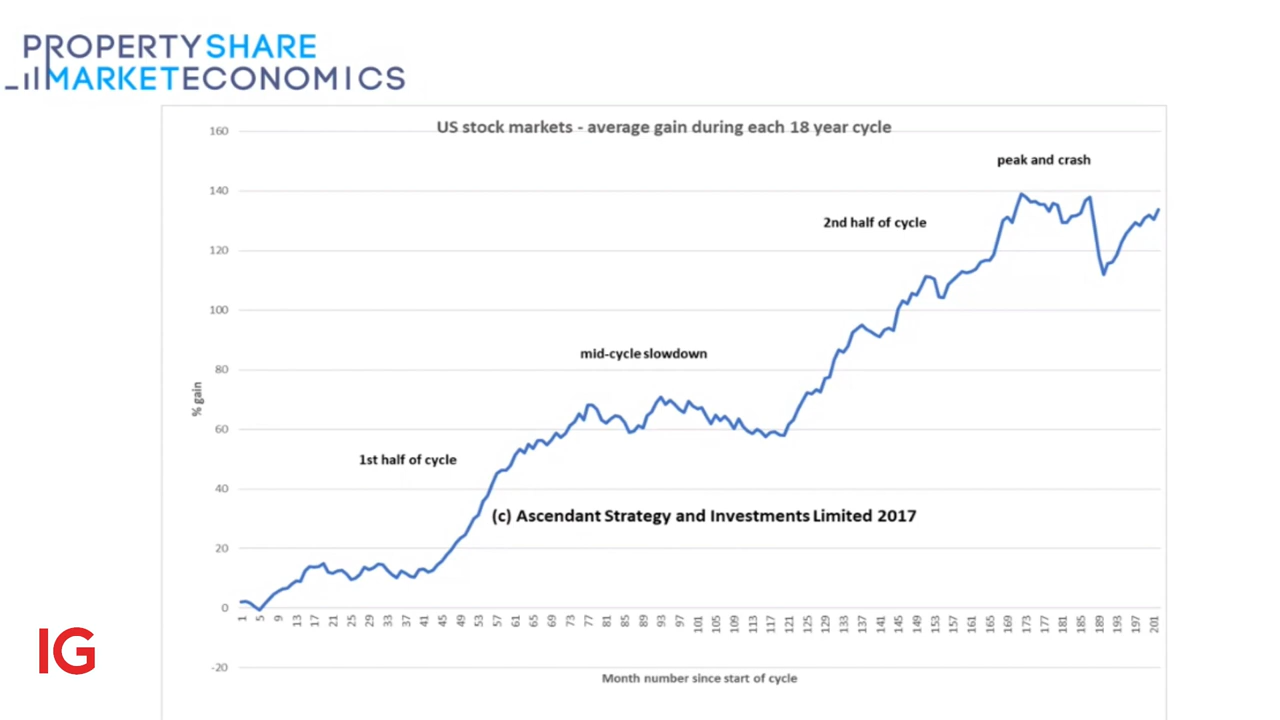 PROPERTYSHARE
MARKETECONOMICS
US stock markets - average gain during each 18 year cycle
160
140
120
100
80
60
40
20
0
-20
% gain
peak and crash
2nd half of cycle
mid-cycle slowdown
1st half of cycle
(c) Ascendant Strategy and Investments Limited 2017
1 5 9 13 17 21 25 29 33 37 41 45 49 53 57 61 65 69 73 77 81 85 89 93 97 101 105 109 113 117 121 125 129 133 137 141 145 149 153 157 161 165 169 173 177 181 185 189 193 197 201
Month number since start of cycle
IG